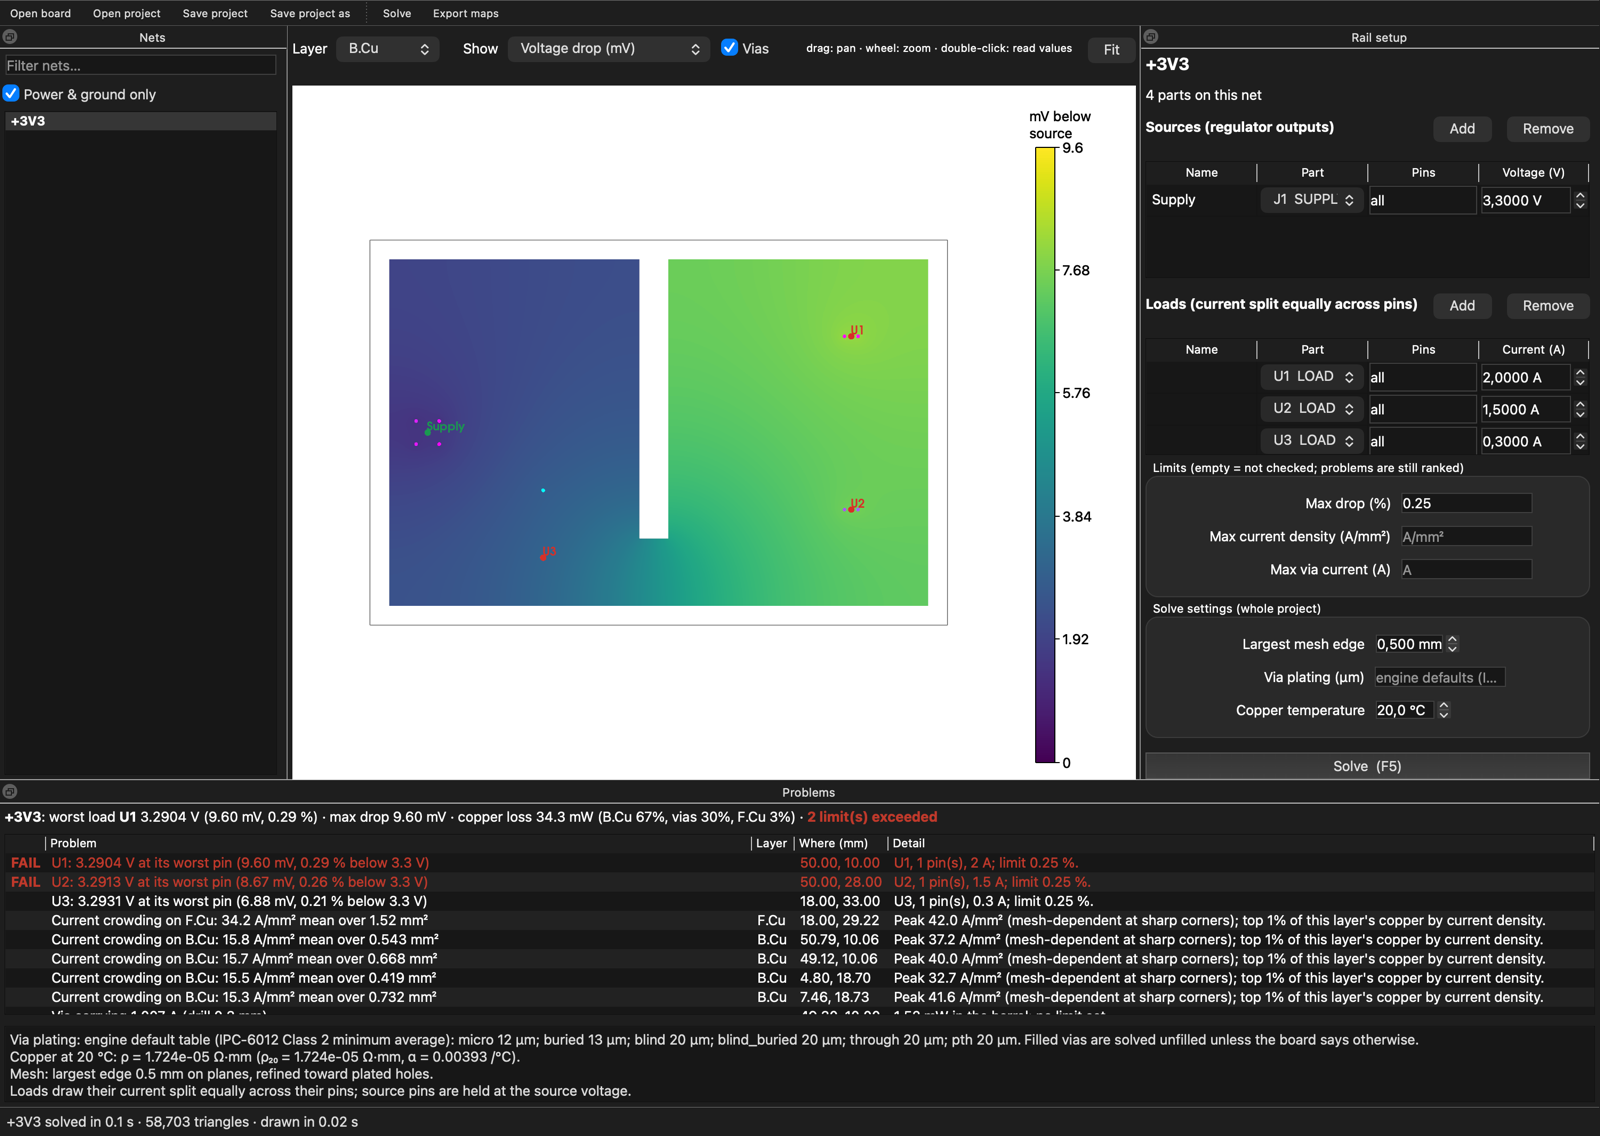 Open board Open project Save project Save project as Solve Export maps
Nets
Filter nets...
Power & ground only
+3V3
Layer B.Cu Show Voltage drop (mV) Vias drag: pan · wheel: zoom · double-click: read values Fit
mV below
source
9.6
7.68
5.76
3.84
1.92
0
U1
Supply
U2
U3
Rail setup
+3V3
4 parts on this net
Sources (regulator outputs) Add Remove
Name Part Pins Voltage (V)
Supply J1 SUPPL all 3,3000 V
Loads (current split equally across pins) Add Remove
Name Part Pins Current (A)
U1 LOAD all 2,0000 A
U2 LOAD all 1,5000 A
U3 LOAD all 0,3000 A
Limits (empty = not checked; problems are still ranked)
Max drop (%) 0.25
Max current density (A/mm²) A/mm²
Max via current (A) A
Solve settings (whole project)
Largest mesh edge 0,500 mm
Via plating (µm) engine defaults (I...
Copper temperature 20,0 °C
Solve (F5)
Problems
+3V3: worst load U1 3.2904 V (9.60 mV, 0.29 %) · max drop 9.60 mV · copper loss 34.3 mW (B.Cu 67%, vias 30%, F.Cu 3%) · 2 limit(s) exceeded
Problem Layer Where (mm) Detail
FAIL U1: 3.2904 V at its worst pin (9.60 mV, 0.29 % below 3.3 V) 50.00, 10.00 U1, 1 pin(s), 2 A; limit 0.25 %.
FAIL U2: 3.2913 V at its worst pin (8.67 mV, 0.26 % below 3.3 V) 50.00, 28.00 U2, 1 pin(s), 1.5 A; limit 0.25 %.
U3: 3.2931 V at its worst pin (6.88 mV, 0.21 % below 3.3 V) 18.00, 33.00 U3, 1 pin(s), 0.3 A; limit 0.25 %.
Current crowding on F.Cu: 34.2 A/mm² mean over 1.52 mm² F.Cu 18.00, 29.22 Peak 42.0 A/mm² (mesh-dependent at sharp corners); top 1% of this layer's copper by current density.
Current crowding on B.Cu: 15.8 A/mm² mean over 0.543 mm² B.Cu 50.79, 10.06 Peak 37.2 A/mm² (mesh-dependent at sharp corners); top 1% of this layer's copper by current density.
Current crowding on B.Cu: 15.7 A/mm² mean over 0.668 mm² B.Cu 49.12, 10.06 Peak 40.0 A/mm² (mesh-dependent at sharp corners); top 1% of this layer's copper by current density.
Current crowding on B.Cu: 15.5 A/mm² mean over 0.419 mm² B.Cu 4.80, 18.70 Peak 32.7 A/mm² (mesh-dependent at sharp corners); top 1% of this layer's copper by current density.
Current crowding on B.Cu: 15.3 A/mm² mean over 0.732 mm² B.Cu 7.46, 18.73 Peak 41.6 A/mm² (mesh-dependent at sharp corners); top 1% of this layer's copper by current density.
Via plating: engine default table (IPC-6012 Class 2 minimum average): micro 12 µm; buried 13 µm; blind 20 µm; blind_buried 20 µm; through 20 µm; pth 20 µm. Filled vias are solved unfilled unless the board says otherwise.
Copper at 20 °C: ρ = 1.724e-05 Ω·mm (ρ₂₀ = 1.724e-05 Ω·mm, α = 0.00393 /°C).
Mesh: largest edge 0.5 mm on planes, refined toward plated holes.
Loads draw their current split equally across their pins; source pins are held at the source voltage.
+3V3 solved in 0.1 s · 58,703 triangles · drawn in 0.02 s